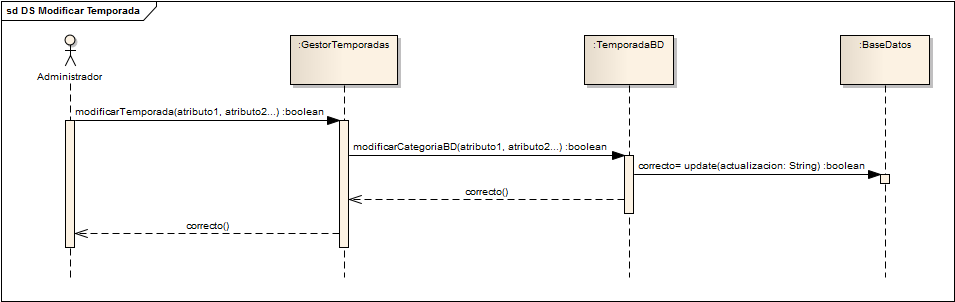 sd DS Modificar Temporada
:GestorTemporadas
:TemporadaBD
:BaseDatos
Administrador
modificarTemporada(atributo1, atributo2...) :boolean
modificarCategoriaBD(atributo1, atributo2...) :boolean
correcto= update(actualizacion: String) :boolean
correcto()
correcto()